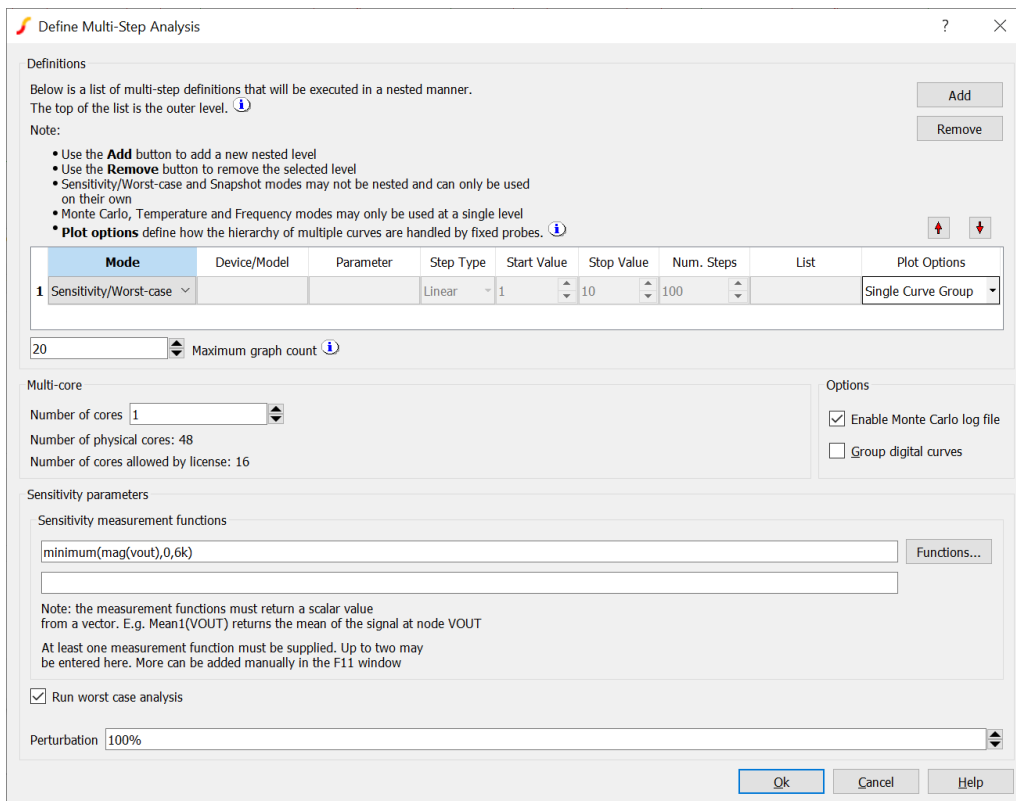 Define Multi-Step Analysis ?
Definitions
Below is a list of multi-step definitions that will be executed in a nested manner.
The top of the list is the outer level. i
Add
Remove
Note:
• Use the Add button to add a new nested level
• Use the Remove button to remove the selected level
• Sensitivity/Worst-case and Snapshot modes may not be nested and can only be used
on their own
• Monte Carlo, Temperature and Frequency modes may only be used at a single level
• Plot options define how the hierarchy of multiple curves are handled by fixed probes. i
Mode Device/Model Parameter Step Type Start Value Stop Value Num. Steps List Plot Options
1 Sensitivity/Worst-case Linear 1 10 100 Single Curve Group
20 Maximum graph count i
Multi-core
Number of cores 1
Number of physical cores: 48
Number of cores allowed by license: 16
Options
Enable Monte Carlo log file
Group digital curves
Sensitivity parameters
Sensitivity measurement functions
minimum(mag(vout),0,6k) Functions...
Note: the measurement functions must return a scalar value
from a vector. E.g. Mean1(VOUT) returns the mean of the signal at node VOUT
At least one measurement function must be supplied. Up to two may
be entered here. More can be added manually in the F11 window
Run worst case analysis
Perturbation 100%
Ok Cancel Help